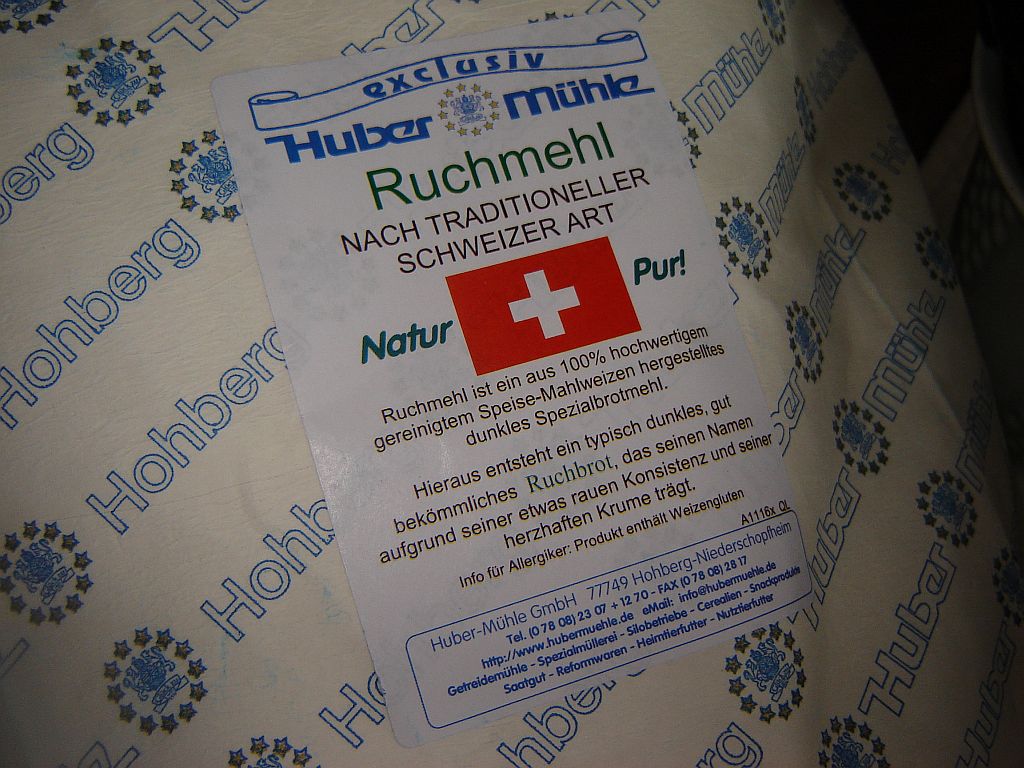 exclusiv
Huber Mühle
Ruchmehl
NACH TRADITIONELLER
SCHWEIZER ART
Natur Pur!
Ruchmehl ist ein aus 100% hochwertigem
gereinigtem Speise-Mahlweizen hergestelltes
dunkles Spezialbrotmehl.
Hieraus entsteht ein typisch dunkles, gut
bekömmliches Ruchbrot, das seinen Namen
aufgrund seiner etwas rauen Konsistenz und seiner
herzhaften Krume trägt.
Info für Allergiker: Produkt enthält Weizengluten
A1116x QL
Huber-Mühle GmbH 77749 Hohberg-Niederschopfheim
Tel. (0 78 08) 23 07 + 12 70 - FAX (0 78 08) 28 17
http://www.hubermuehle.de eMail: info@hubermuehle.de
Getreidemühle - Spezialmüllerei - Silobetriebe - Cerealien - Snackprodukte
Saatgut - Reformwaren - Heimtierfutter - Nutztierfutter
Hohberg
Hohberg
Hohberg
Hohberg
Huber Mühle
Huber Mühle
Huber
Mühle